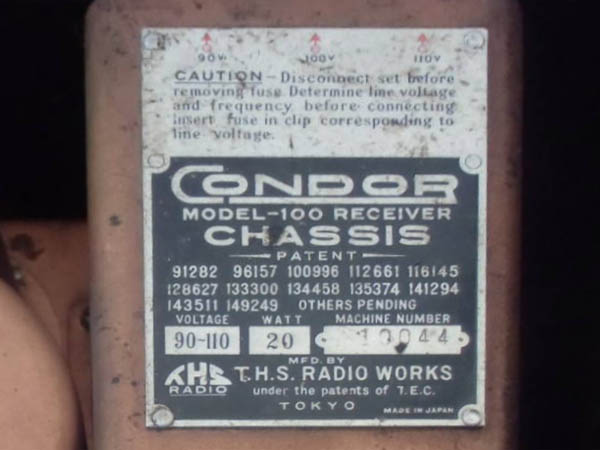 90V. 100V 110V
CAUTION - Disconnect set before
removing fuse Determine line voltage
and frequency before connecting
Insert fuse in clip corresponding to
line voltage.
CONDOR
MODEL-100 RECEIVER
CHASSIS
PATENT
91282 96157 100996 112661 116145
128627 133300 134458 135374 141294
143511 149249 OTHERS PENDING
VOLTAGE WATT MACHINE NUMBER
90-110 20 10044
MFD. BY
THS RADIO T.H.S. RADIO WORKS
under the patents of T.E.C.
TOKYO MADE IN JAPAN